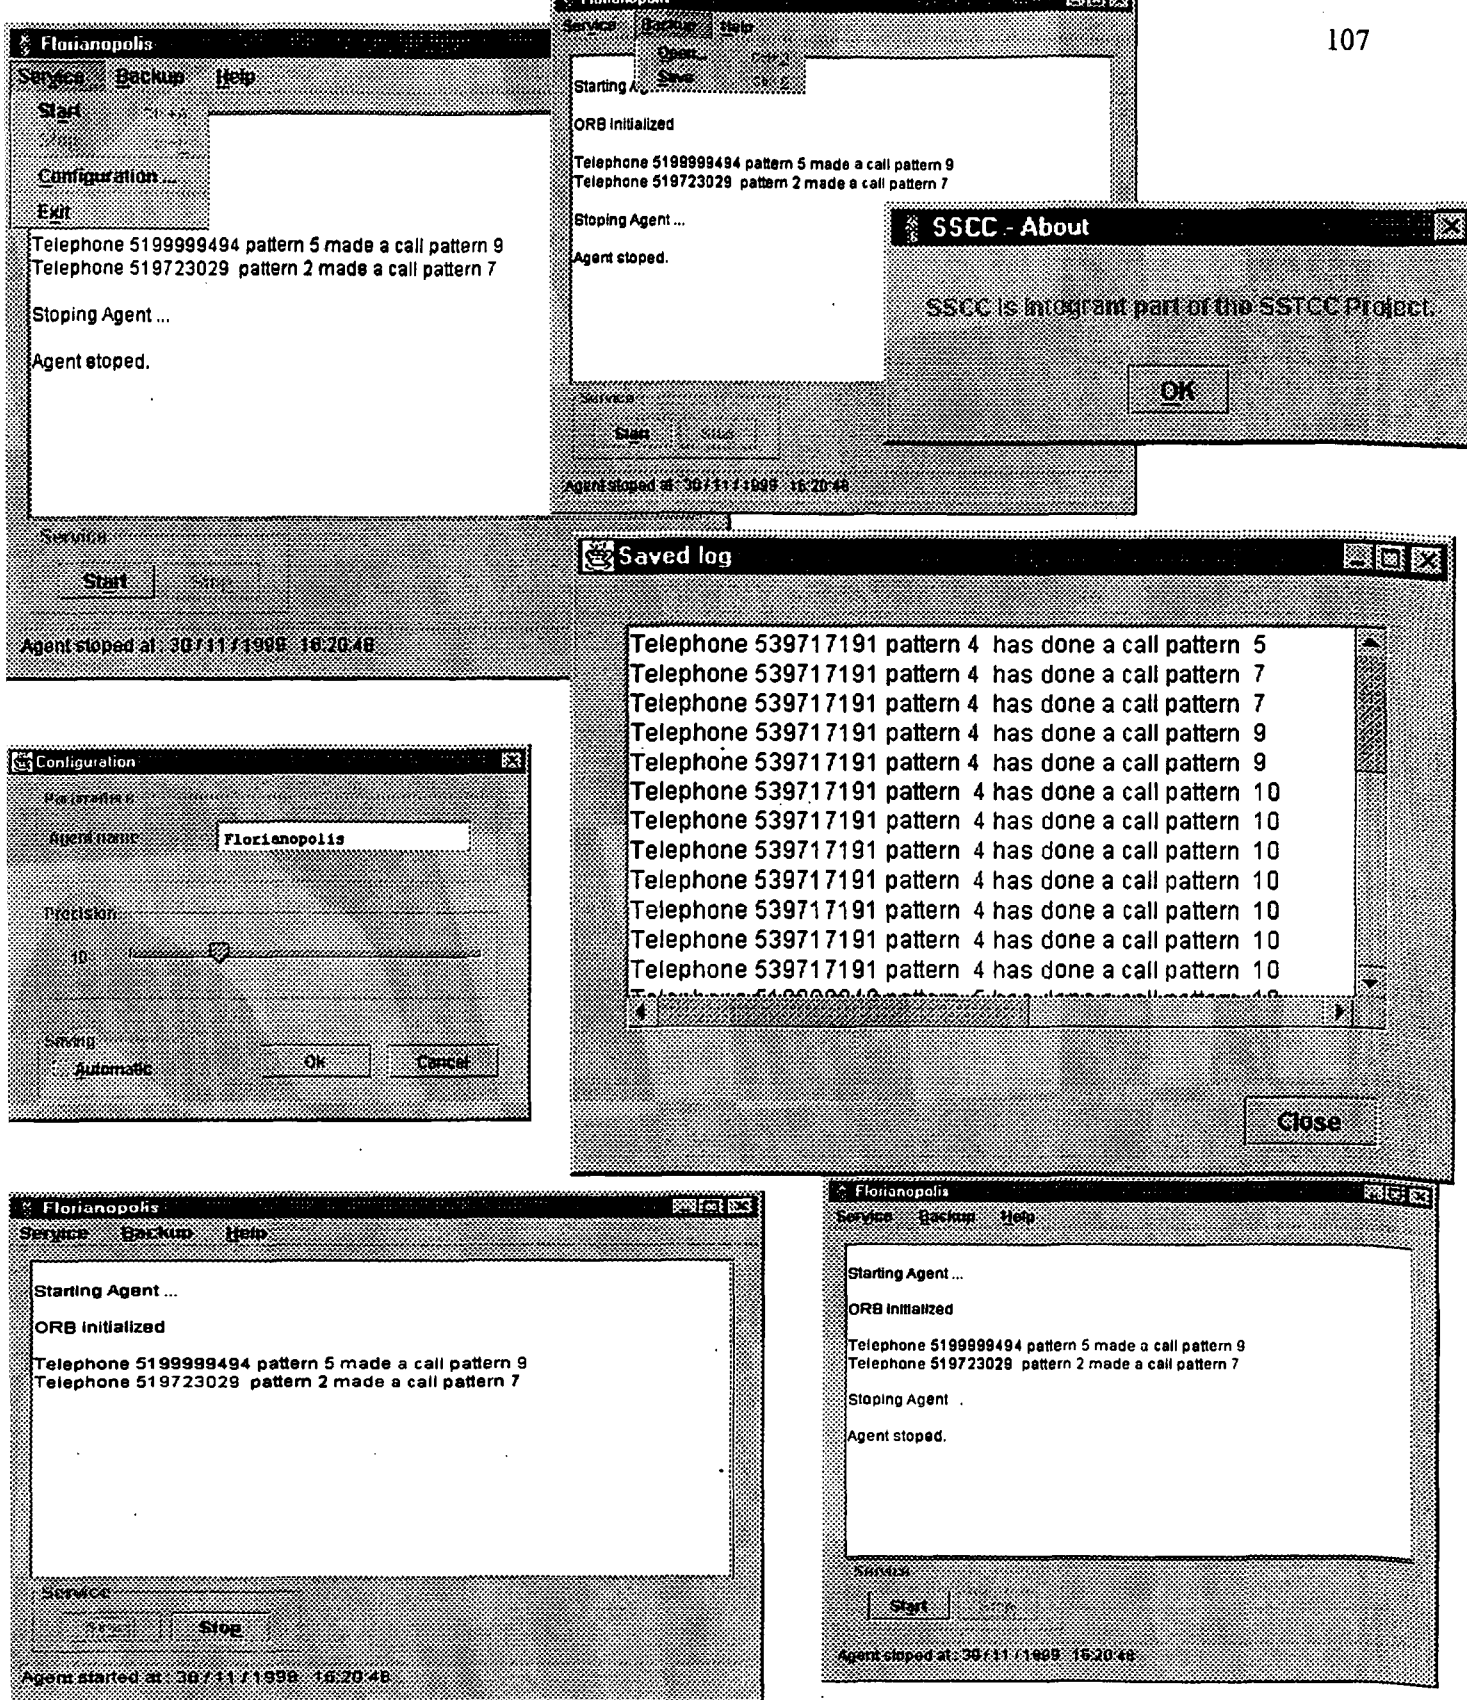 107
Florianopolis
Service Backup Help
Start
Configuration ...
Exit
Telephone 5199999494 pattern 5 made a call pattern 9
Telephone 519723029 pattern 2 made a call pattern 7
Stoping Agent ...
Agent stoped.
Service
Start Stop
Agent stoped at : 30 / 11 / 1999 16:20:48
Florianopolis
Service Backup Help
Open...
Save
Starting
ORB initialized
Telephone 5199999494 pattern 5 made a call pattern 9
Telephone 519723029 pattern 2 made a call pattern 7
Stoping Agent ...
Agent stoped.
Service
Start Stop
Agent stoped at : 30 / 11 / 1999 16:20:48
SSCC - About
SSCC is integrant part of the SSTCC Project.
OK
Saved log
Telephone 539717191 pattern 4 has done a call pattern 5
Telephone 539717191 pattern 4 has done a call pattern 7
Telephone 539717191 pattern 4 has done a call pattern 7
Telephone 539717191 pattern 4 has done a call pattern 9
Telephone 539717191 pattern 4 has done a call pattern 9
Telephone 539717191 pattern 4 has done a call pattern 10
Telephone 539717191 pattern 4 has done a call pattern 10
Telephone 539717191 pattern 4 has done a call pattern 10
Telephone 539717191 pattern 4 has done a call pattern 10
Telephone 539717191 pattern 4 has done a call pattern 10
Telephone 539717191 pattern 4 has done a call pattern 10
Telephone 539717191 pattern 4 has done a call pattern 10
Close
Configuration
Parameters
Agent name Florianopolis
Precision
10
Saving
Automatic
Ok Cancel
Florianopolis
Service Backup Help
Starting Agent ...
ORB initialized
Telephone 5199999494 pattern 5 made a call pattern 9
Telephone 519723029 pattern 2 made a call pattern 7
Service
Stop
Agent started at : 30 / 11 / 1999 16:20:48
Florianopolis
Service Backup Help
Starting Agent ...
ORB initialized
Telephone 5199999494 pattern 5 made a call pattern 9
Telephone 519723029 pattern 2 made a call pattern 7
Stoping Agent .
Agent stoped.
Service
Start Stop
Agent stoped at : 30 / 11 / 1999 16:20:48